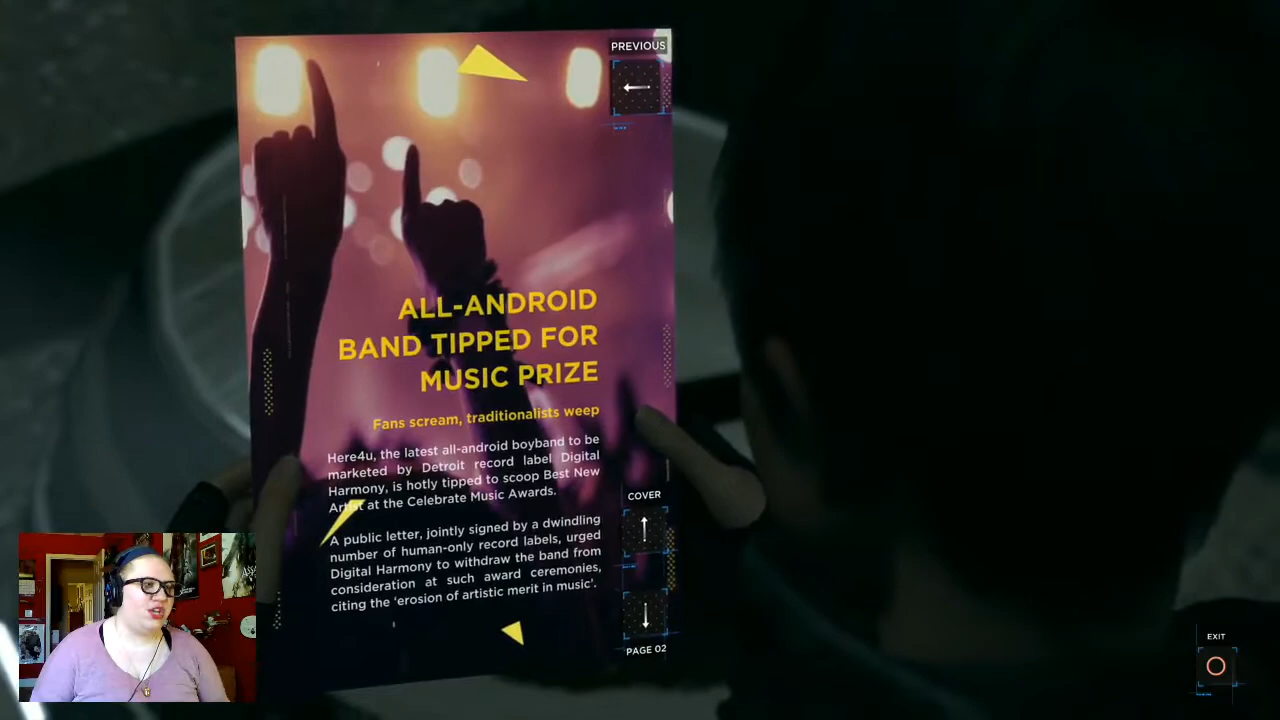 PREVIOUS
ALL-ANDROID
BAND TIPPED FOR
MUSIC PRIZE
Fans scream, traditionalists weep
Here4u, the latest all-android boyband to be
marketed by Detroit record label Digital
Harmony, is hotly tipped to scoop Best New
Artist at the Celebrate Music Awards.
A public letter, jointly signed by a dwindling
number of human-only record labels, urged
Digital Harmony to withdraw the band from
consideration at such award ceremonies,
citing the ‘erosion of artistic merit in music’.
COVER
PAGE 02
EXIT